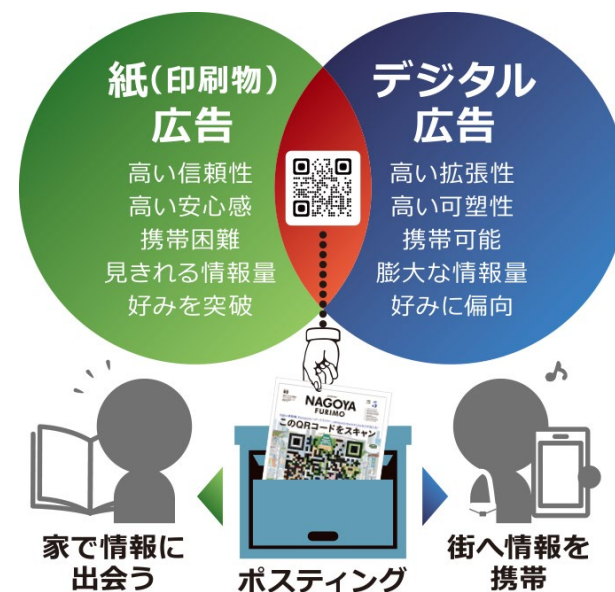 紙(印刷物)
広告
高い信頼性
高い安心感
携帯困難
見きれる情報量
好みを突破
デジタル
広告
高い拡張性
高い可塑性
携帯可能
膨大な情報量
好みに偏向
NAGOYA
FURIMO
このQRコードをスキャン
家で情報に
出会う
ポスティング
街へ情報を
携帯